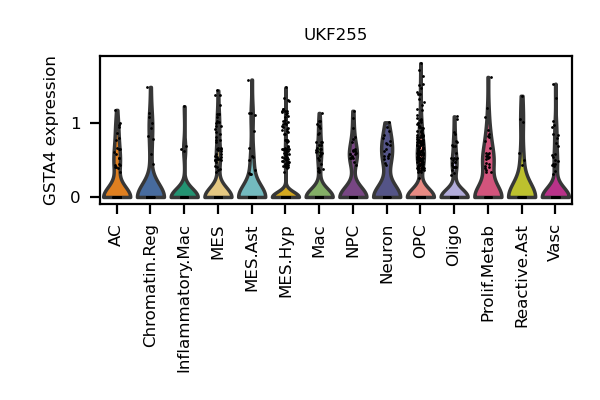 UKF255
GSTA4 expression
1
0
AC
Chromatin.Reg
Inflammatory.Mac
MES
MES.Ast
MES.Hyp
Mac
NPC
Neuron
OPC
Oligo
Prolif.Metab
Reactive.Ast
Vasc